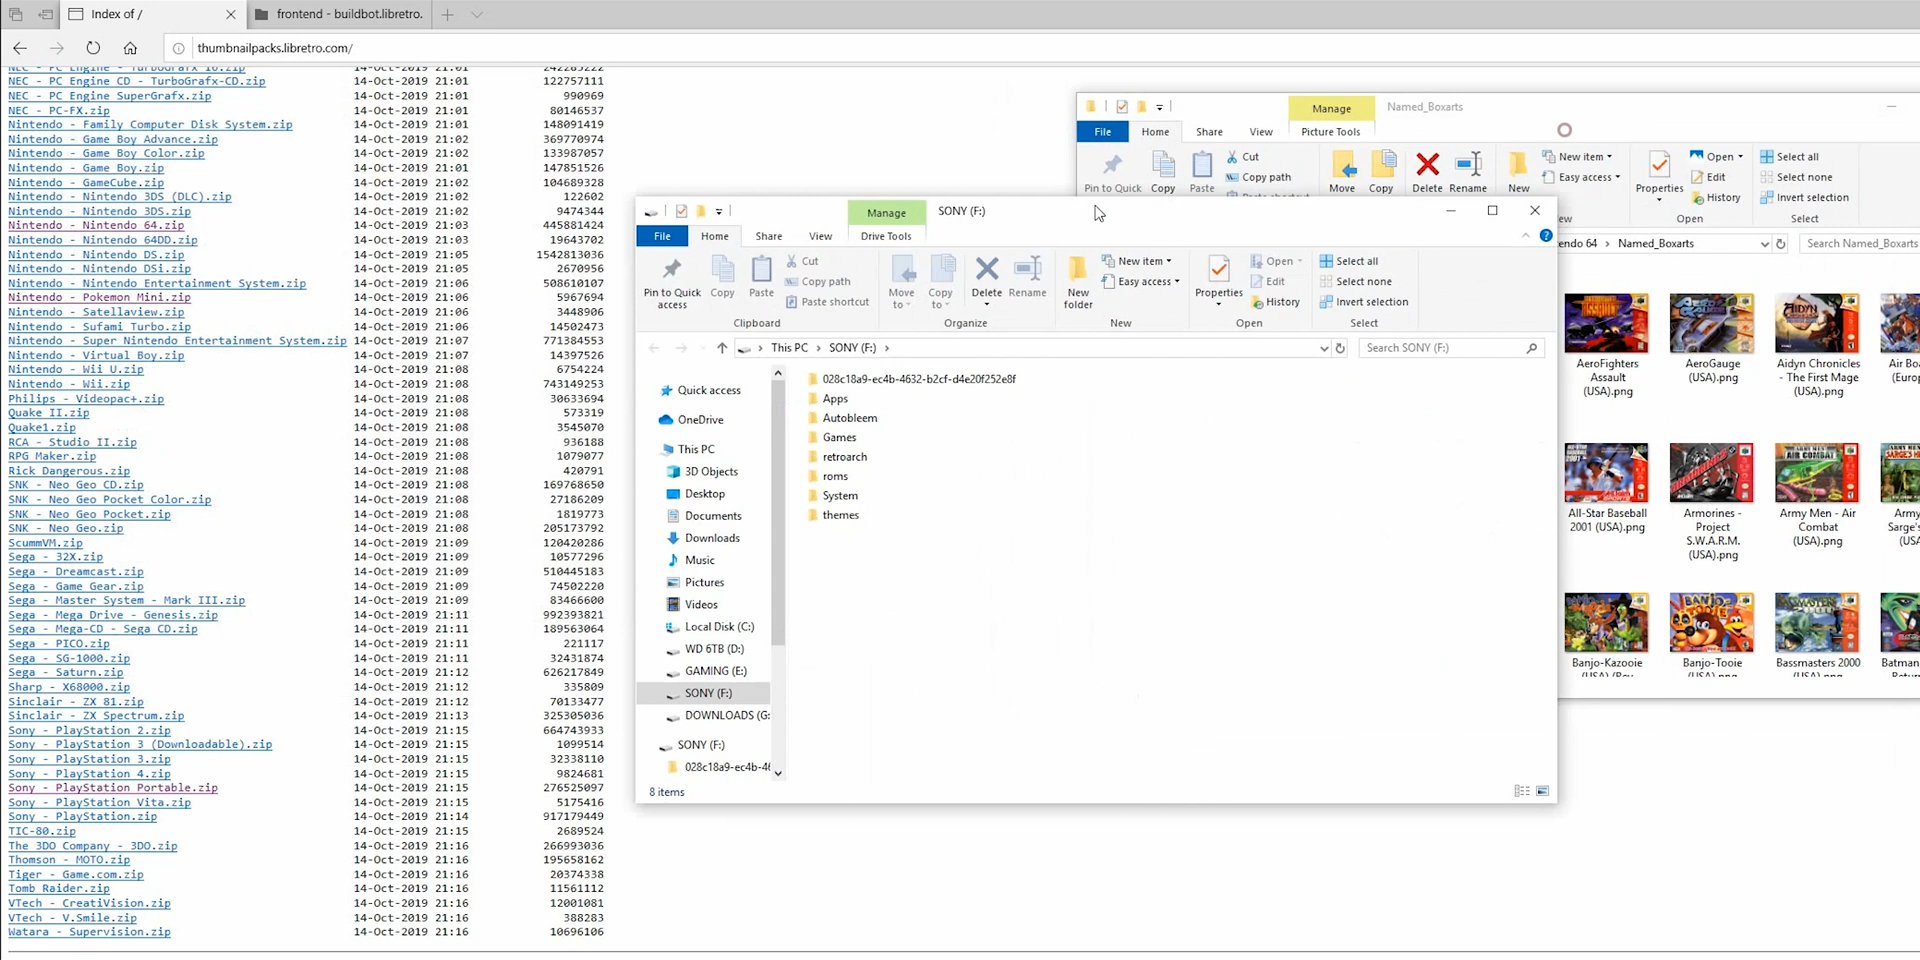 Index of /
frontend - buildbot.libretro.
thumbnailpacks.libretro.com/
NEC - PC Engine - TurboGrafx 16.zip 14-Oct-2019 21:01 242285222
NEC - PC Engine CD - TurboGrafx-CD.zip 14-Oct-2019 21:01 122757111
NEC - PC Engine SuperGrafx.zip 14-Oct-2019 21:01 990969
NEC - PC-FX.zip 14-Oct-2019 21:01 80146537
Nintendo - Family Computer Disk System.zip 14-Oct-2019 21:01 148091419
Nintendo - Game Boy Advance.zip 14-Oct-2019 21:02 369770974
Nintendo - Game Boy Color.zip 14-Oct-2019 21:02 133987057
Nintendo - Game Boy.zip 14-Oct-2019 21:01 147851526
Nintendo - GameCube.zip 14-Oct-2019 21:02 104689328
Nintendo - Nintendo 3DS (DLC).zip 14-Oct-2019 21:02 122602
Nintendo - Nintendo 3DS.zip 14-Oct-2019 21:02 9474344
Nintendo - Nintendo 64.zip 14-Oct-2019 21:03 445881424
Nintendo - Nintendo 64DD.zip 14-Oct-2019 21:02 19643702
Nintendo - Nintendo DS.zip 14-Oct-2019 21:05 1542813036
Nintendo - Nintendo DSi.zip 14-Oct-2019 21:05 2670956
Nintendo - Nintendo Entertainment System.zip 14-Oct-2019 21:06 508610107
Nintendo - Pokemon Mini.zip 14-Oct-2019 21:06 5967694
Nintendo - Satellaview.zip 14-Oct-2019 21:06 3448906
Nintendo - Sufami Turbo.zip 14-Oct-2019 21:06 14502473
Nintendo - Super Nintendo Entertainment System.zip 14-Oct-2019 21:07 771384553
Nintendo - Virtual Boy.zip 14-Oct-2019 21:07 14397526
Nintendo - Wii U.zip 14-Oct-2019 21:07 6754224
Nintendo - Wii.zip 14-Oct-2019 21:08 743149253
Philips - Videopac+.zip 14-Oct-2019 21:08 30633694
Quake II.zip 14-Oct-2019 21:08 573319
Quake1.zip 14-Oct-2019 21:08 3545070
RCA - Studio II.zip 14-Oct-2019 21:08 936188
RPG Maker.zip 14-Oct-2019 21:08 1079077
Rick Dangerous.zip 14-Oct-2019 21:08 420791
SNK - Neo Geo CD.zip 14-Oct-2019 21:08 169768650
SNK - Neo Geo Pocket Color.zip 14-Oct-2019 21:08 27186209
SNK - Neo Geo Pocket.zip 14-Oct-2019 21:08 1819773
SNK - Neo Geo.zip 14-Oct-2019 21:08 205173792
ScummVM.zip 14-Oct-2019 21:09 120420286
Sega - 32X.zip 14-Oct-2019 21:09 10577296
Sega - Dreamcast.zip 14-Oct-2019 21:09 510445183
Sega - Game Gear.zip 14-Oct-2019 21:09 74502220
Sega - Master System - Mark III.zip 14-Oct-2019 21:09 83466600
Sega - Mega Drive - Genesis.zip 14-Oct-2019 21:11 992393821
Sega - Mega-CD - Sega CD.zip 14-Oct-2019 21:11 189563064
Sega - PICO.zip 14-Oct-2019 21:11 221117
Sega - SG-1000.zip 14-Oct-2019 21:11 32431874
Sega - Saturn.zip 14-Oct-2019 21:12 626217849
Sharp - X68000.zip 14-Oct-2019 21:12 335809
Sinclair - ZX 81.zip 14-Oct-2019 21:12 70133477
Sinclair - ZX Spectrum.zip 14-Oct-2019 21:13 325305036
Sony - PlayStation 2.zip 14-Oct-2019 21:15 664743933
Sony - PlayStation 3 (Downloadable).zip 14-Oct-2019 21:15 1099514
Sony - PlayStation 3.zip 14-Oct-2019 21:15 32338110
Sony - PlayStation 4.zip 14-Oct-2019 21:15 9824681
Sony - PlayStation Portable.zip 14-Oct-2019 21:15 276525097
Sony - PlayStation Vita.zip 14-Oct-2019 21:15 5175416
Sony - PlayStation.zip 14-Oct-2019 21:14 917179449
TIC-80.zip 14-Oct-2019 21:15 2689524
The 3DO Company - 3DO.zip 14-Oct-2019 21:16 266993036
Thomson - MOTO.zip 14-Oct-2019 21:16 195658162
Tiger - Game.com.zip 14-Oct-2019 21:16 20374338
Tomb Raider.zip 14-Oct-2019 21:16 11561112
VTech - CreatiVision.zip 14-Oct-2019 21:16 12001081
VTech - V.Smile.zip 14-Oct-2019 21:16 388283
Watara - Supervision.zip 14-Oct-2019 21:16 10696106
Manage Named_Boxarts
File Home Share View Picture Tools
Pin to Quick Copy Paste Cut Copy path Move Copy Delete Rename New New item Easy access Properties Open Edit History Select all Select none Invert selection
Open Select
Manage SONY (F:)
File Home Share View Drive Tools
Pin to Quick access
Copy
Paste
Cut
Copy path
Paste shortcut
Move to
Copy to
Delete
Rename
New folder
New item
Easy access
Properties
Open
Edit
History
Select all
Select none
Invert selection
Clipboard Organize New Open Select
This PC SONY (F:) Search SONY (F:)
Quick access
OneDrive
This PC
3D Objects
Desktop
Documents
Downloads
Music
Pictures
Videos
Local Disk (C:)
WD 6TB (D:)
GAMING (E:)
SONY (F:)
DOWNLOADS (G:
SONY (F:)
028c18a9-ec4b-46
028c18a9-ec4b-4632-b2cf-d4e20f252e8f
Apps
Autobleem
Games
retroarch
roms
System
themes
8 items
64 Named_Boxarts Search Named_Boxarts
AeroFighters Assault (USA).png
AeroGauge (USA).png
Aidyn Chronicles - The First Mage (USA).png
Air Bo (Europ
All-Star Baseball 2001 (USA).png
Armorines - Project S.W.A.R.M. (USA).png
Army Men - Air Combat (USA).png
Army Sarge's (US
Banjo-Kazooie
Banjo-Tooie
Bassmasters 2000
Batman